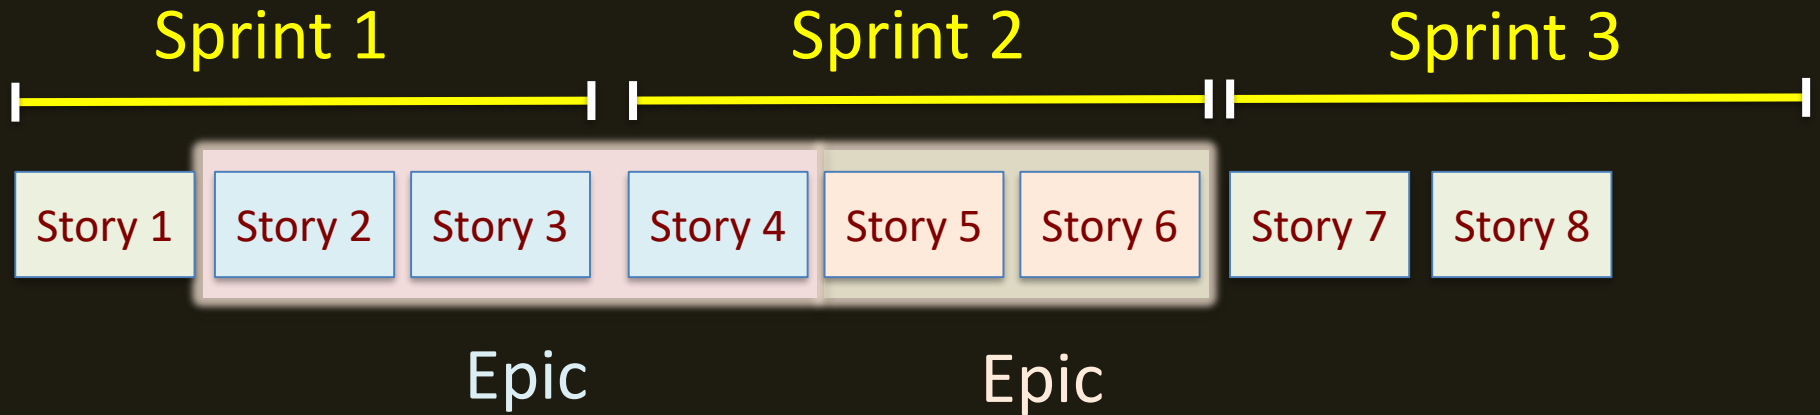 Sprint 1
Sprint 2
Sprint 3
Story 1
Story 2
Story 3
Story 4
Story 5
Story 6
Story 7
Story 8
Epic
Epic